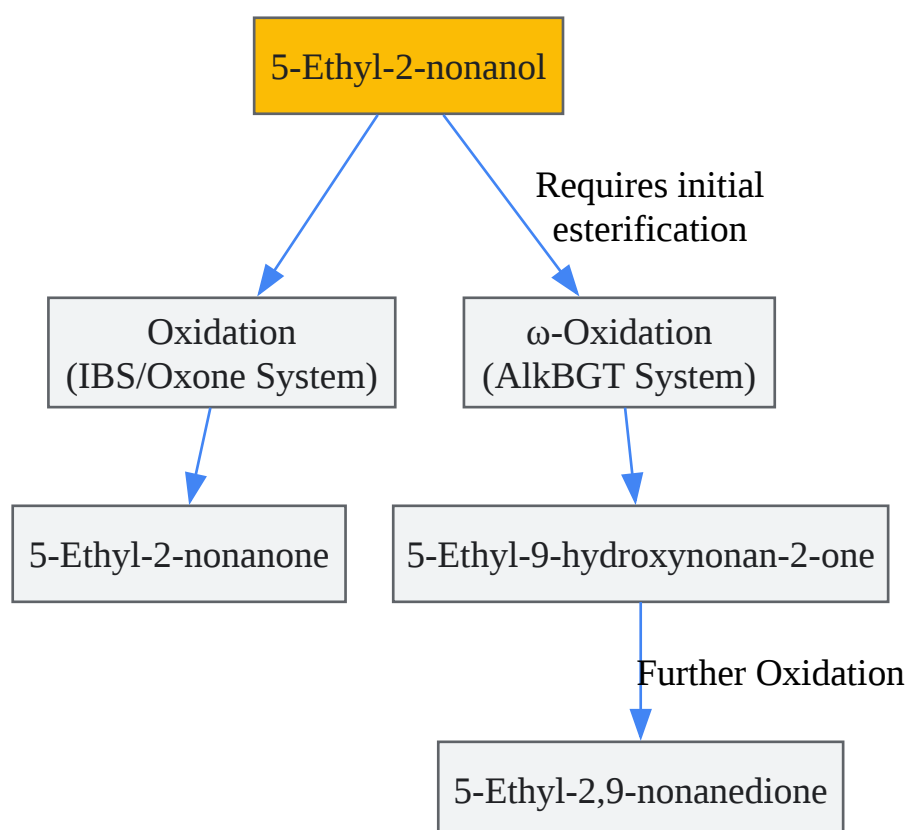 5-Ethyl-2-nonanol
Requires initial
esterification
Oxidation
(IBS/Oxone System)
ω-Oxidation
(AlkBGT System)
5-Ethyl-2-nonanone
5-Ethyl-9-hydroxynonan-2-one
Further Oxidation
5-Ethyl-2,9-nonanedione